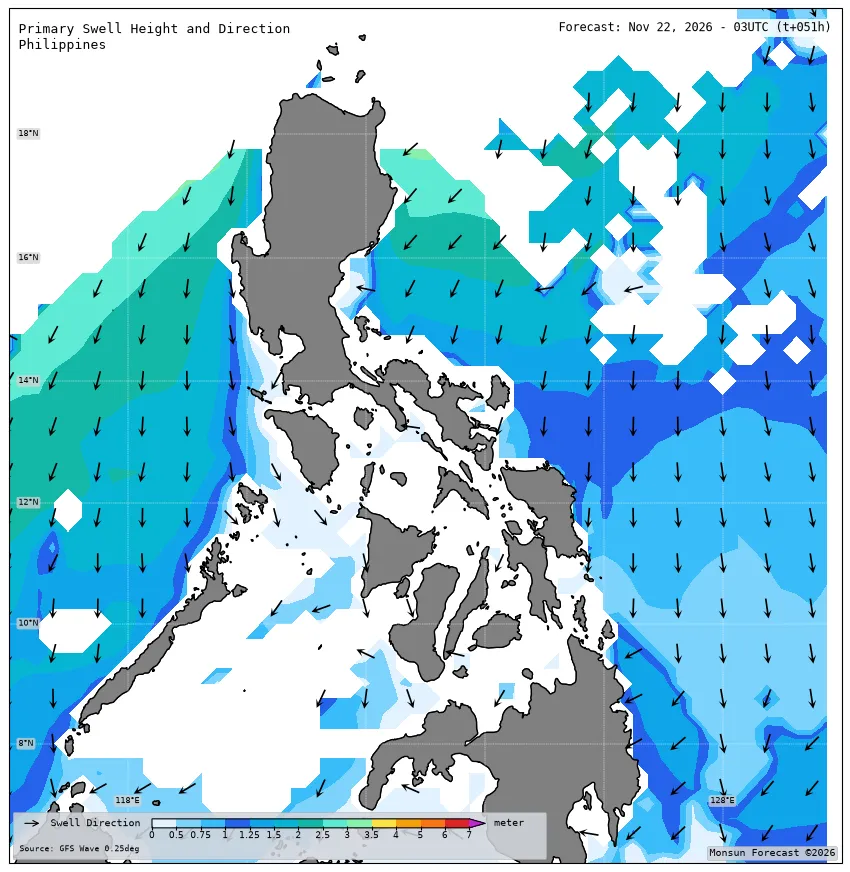 Primary Swell Height and Direction
Philippines
Forecast: Nov 22, 2026 - 03UTC (t+051h)
18°N
16°N
14°N
12°N
10°N
8°N
118°E
128°E
Swell Direction
meter
0 0.5 0.75 1 1.25 1.5 2 2.5 3 3.5 4 5 6 7
Source: GFS Wave 0.25deg
Monsun Forecast ©2026